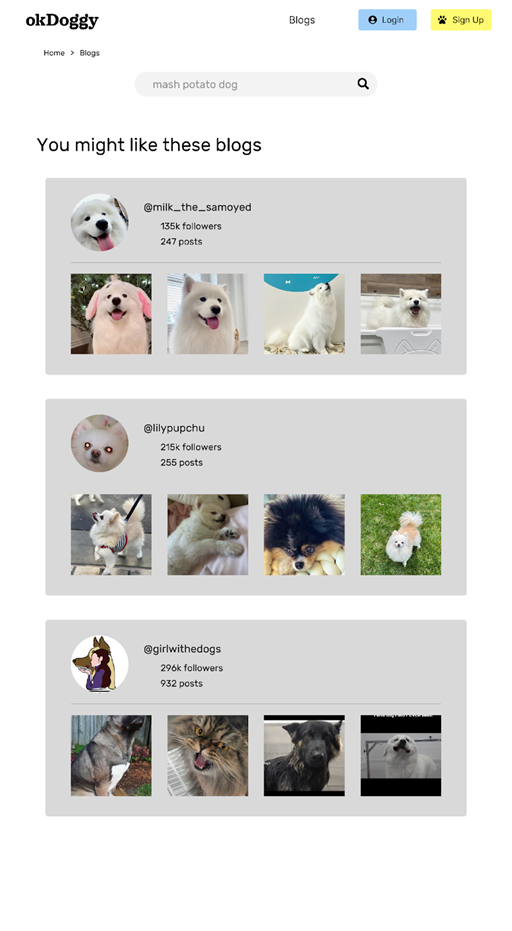 okDoggy
Blogs
Login
Sign Up
Home > Blogs
mash potato dog
You might like these blogs
@milk_the_samoyed
135k followers
247 posts
@lilypupchu
215k followers
255 posts
@girlwithedogs
296k followers
932 posts